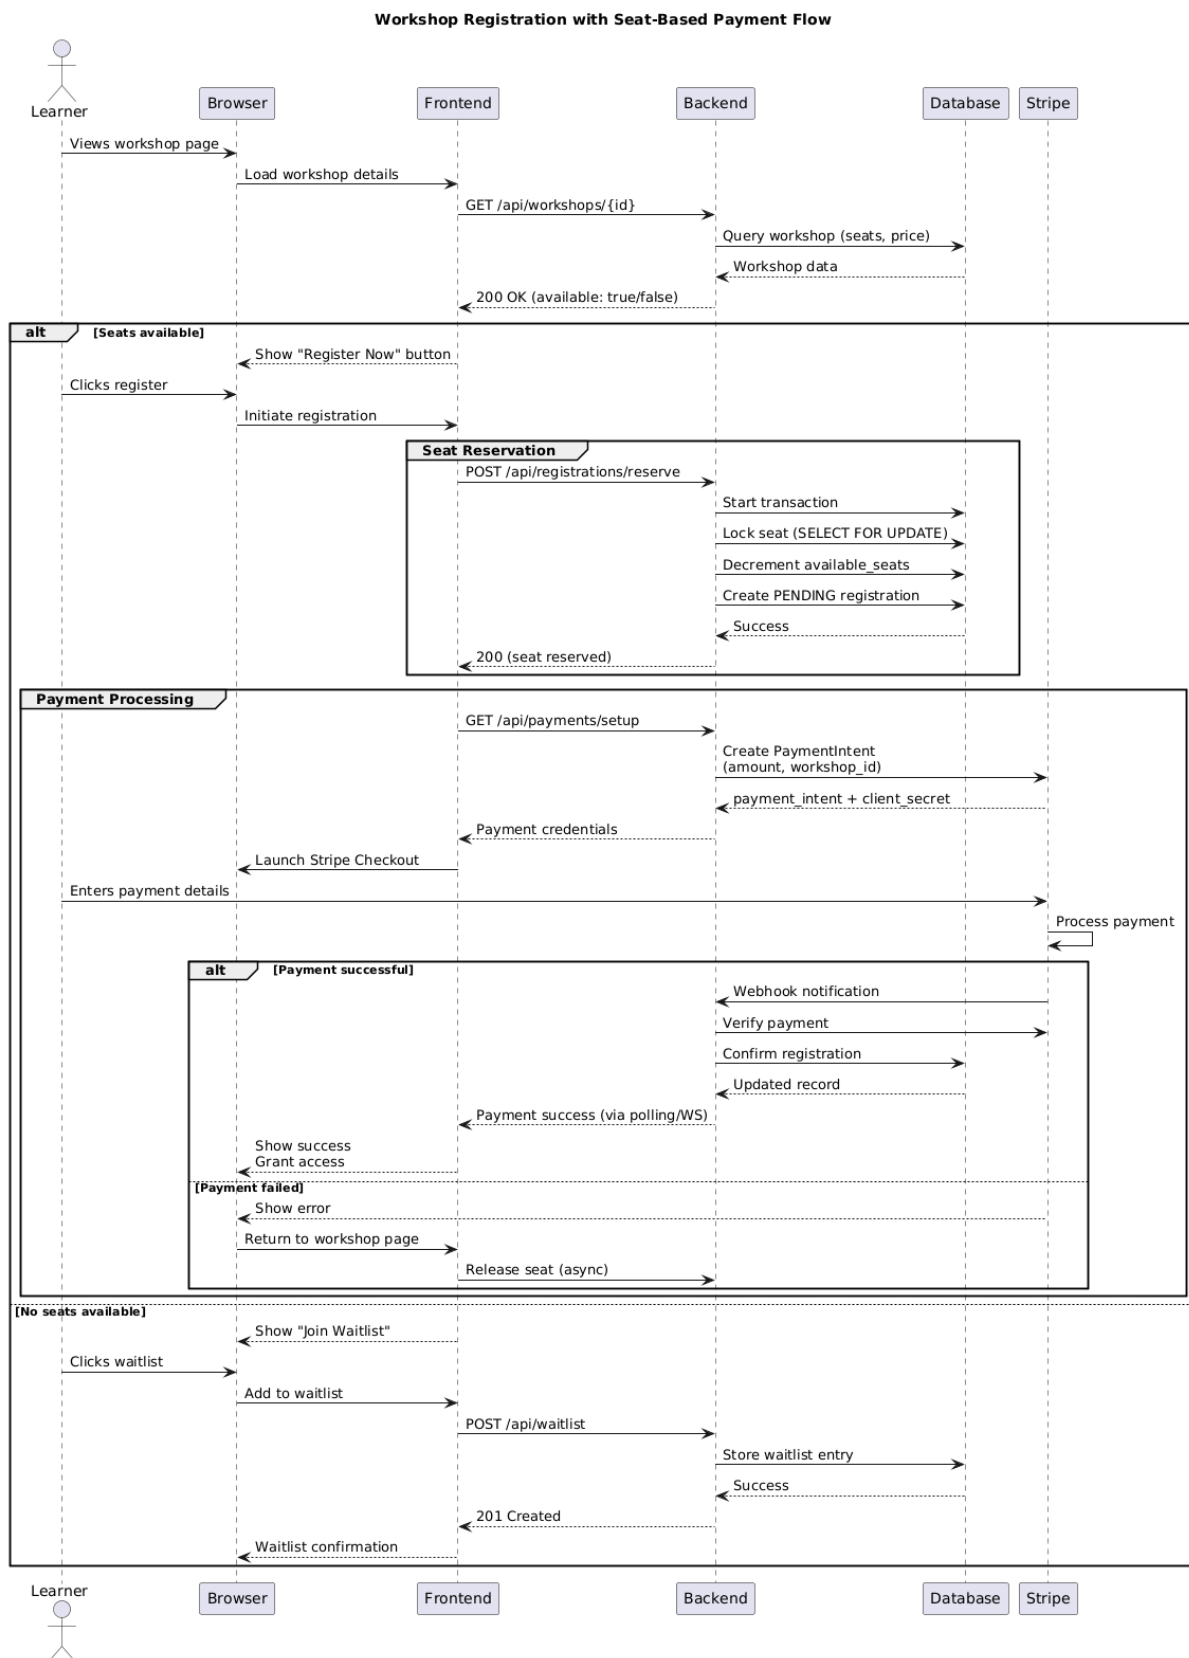 Workshop Registration with Seat-Based Payment Flow
Learner
Browser
Frontend
Backend
Database
Stripe
Views workshop page
Load workshop details
GET /api/workshops/{id}
Query workshop (seats, price)
Workshop data
200 OK (available: true/false)
alt
[Seats available]
Show "Register Now" button
Clicks register
Initiate registration
Seat Reservation
POST /api/registrations/reserve
Start transaction
Lock seat (SELECT FOR UPDATE)
Decrement available_seats
Create PENDING registration
Success
200 (seat reserved)
Payment Processing
GET /api/payments/setup
Create PaymentIntent
(amount, workshop_id)
payment_intent + client_secret
Payment credentials
Launch Stripe Checkout
Enters payment details
Process payment
alt
[Payment successful]
Webhook notification
Verify payment
Confirm registration
Updated record
Payment success (via polling/WS)
Show success
Grant access
[Payment failed]
Show error
Return to workshop page
Release seat (async)
[No seats available]
Show "Join Waitlist"
Clicks waitlist
Add to waitlist
POST /api/waitlist
Store waitlist entry
Success
201 Created
Waitlist confirmation
Learner
Browser
Frontend
Backend
Database
Stripe